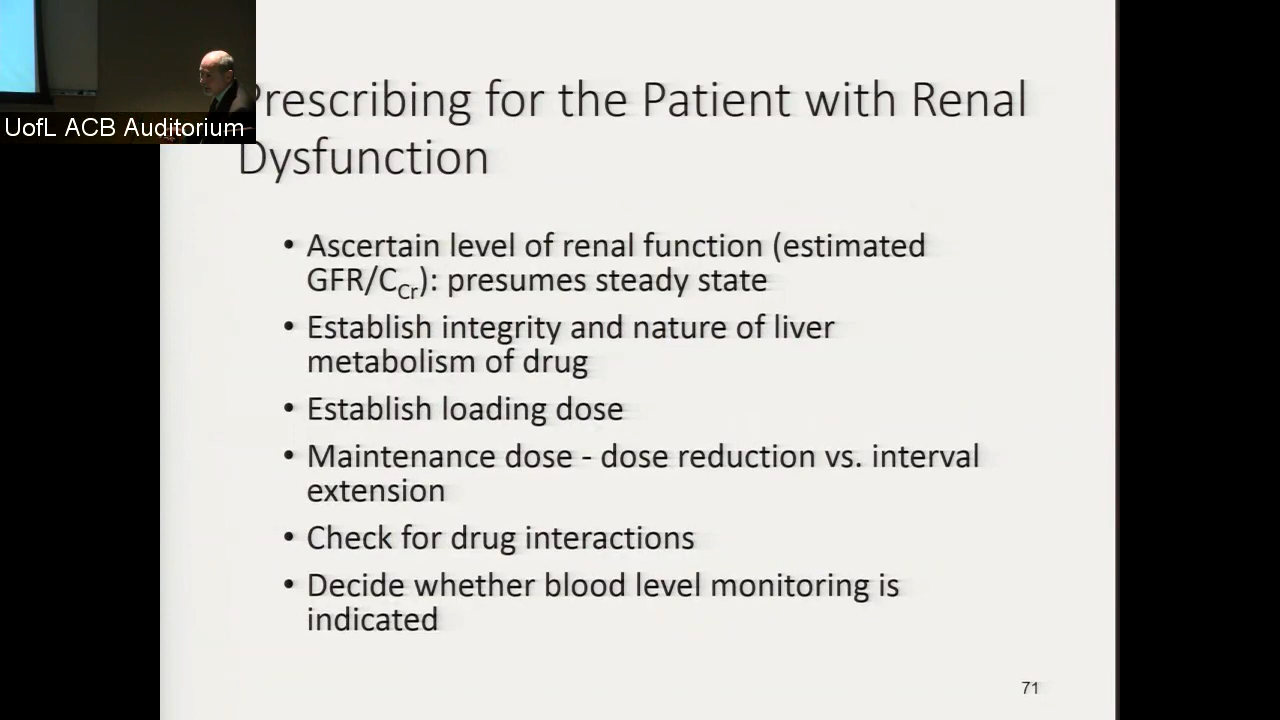 Prescribing for the Patient with Renal
Dysfunction
UofL ACB Auditorium
• Ascertain level of renal function (estimated
GFR/CCr): presumes steady state
• Establish integrity and nature of liver
metabolism of drug
• Establish loading dose
• Maintenance dose - dose reduction vs. interval
extension
• Check for drug interactions
• Decide whether blood level monitoring is
indicated
71